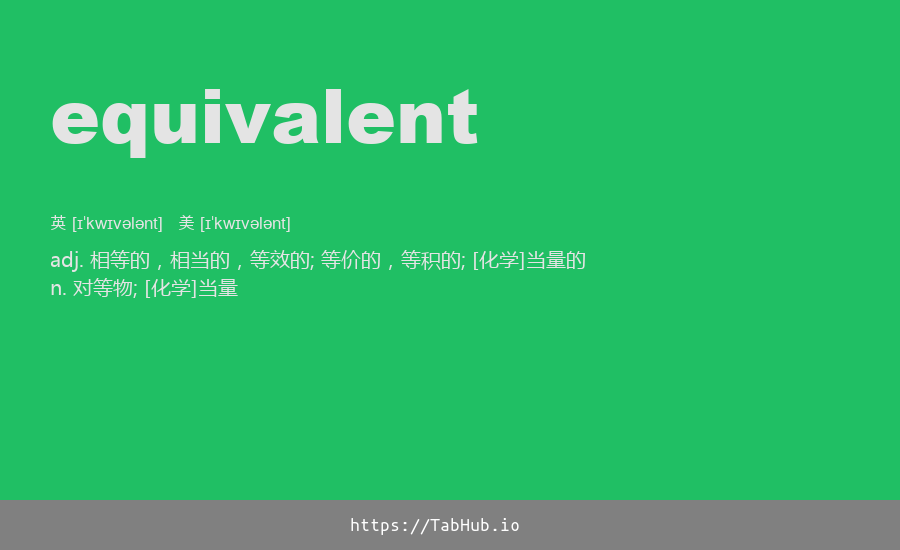 equivalent
英 [ɪˈkwɪvələnt] 美 [ɪˈkwɪvələnt]
adj. 相等的，相当的，等效的; 等价的，等积的; [化学]当量的
n. 对等物; [化学]当量
https://TabHub.io